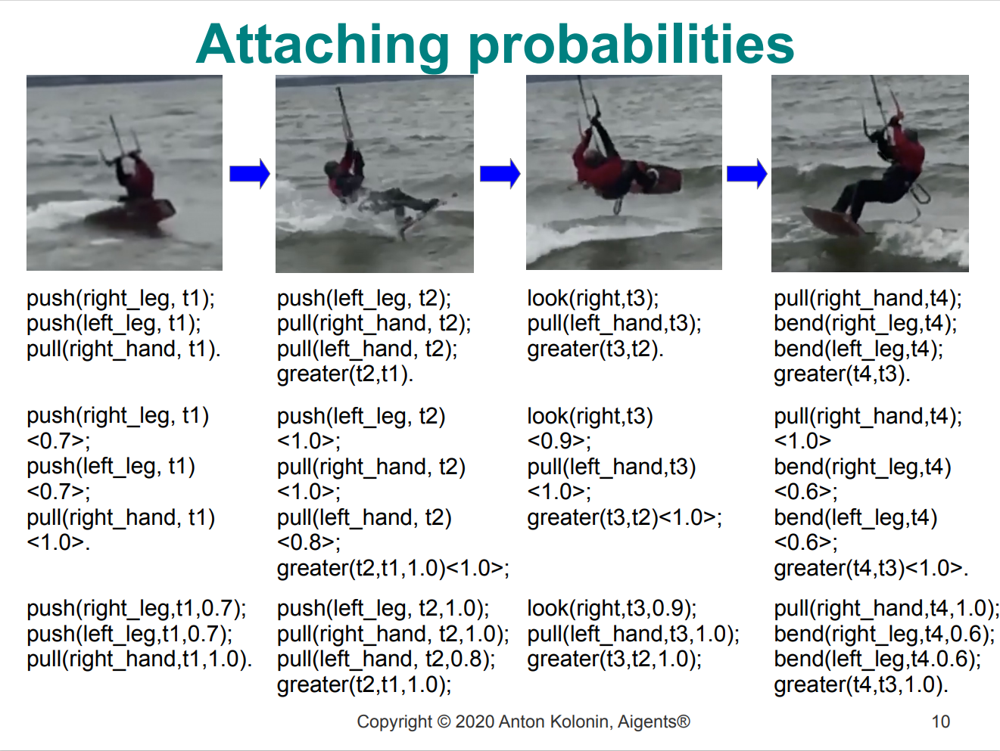 Attaching probabilities
push(right_leg, t1);
push(left_leg, t1);
pull(right_hand, t1).
push(left_leg, t2);
pull(right_hand, t2);
pull(left_hand, t2);
greater(t2,t1).
look(right,t3);
pull(left_hand,t3);
greater(t3,t2).
pull(right_hand,t4);
bend(right_leg,t4);
bend(left_leg,t4);
greater(t4,t3).
push(right_leg, t1)
<0.7>;
push(left_leg, t1)
<0.7>;
pull(right_hand, t1)
<1.0>.
push(left_leg, t2)
<1.0>;
pull(right_hand, t2)
<1.0>;
pull(left_hand, t2)
<0.8>;
greater(t2,t1,1.0)<1.0>;
look(right,t3)
<0.9>;
pull(left_hand,t3)
<1.0>;
greater(t3,t2)<1.0>;
pull(right_hand,t4);
<1.0>
bend(right_leg,t4)
<0.6>;
bend(left_leg,t4)
<0.6>;
greater(t4,t3)<1.0>.
push(right_leg,t1,0.7);
push(left_leg,t1,0.7);
pull(right_hand,t1,1.0).
push(left_leg, t2,1.0);
pull(right_hand, t2,1.0);
pull(left_hand, t2,0.8);
greater(t2,t1,1.0);
look(right,t3,0.9);
pull(left_hand,t3,1.0);
greater(t3,t2,1.0);
pull(right_hand,t4,1.0);
bend(right_leg,t4,0.6);
bend(left_leg,t4.0.6);
greater(t4,t3,1.0).
Copyright © 2020 Anton Kolonin, Aigents®
10